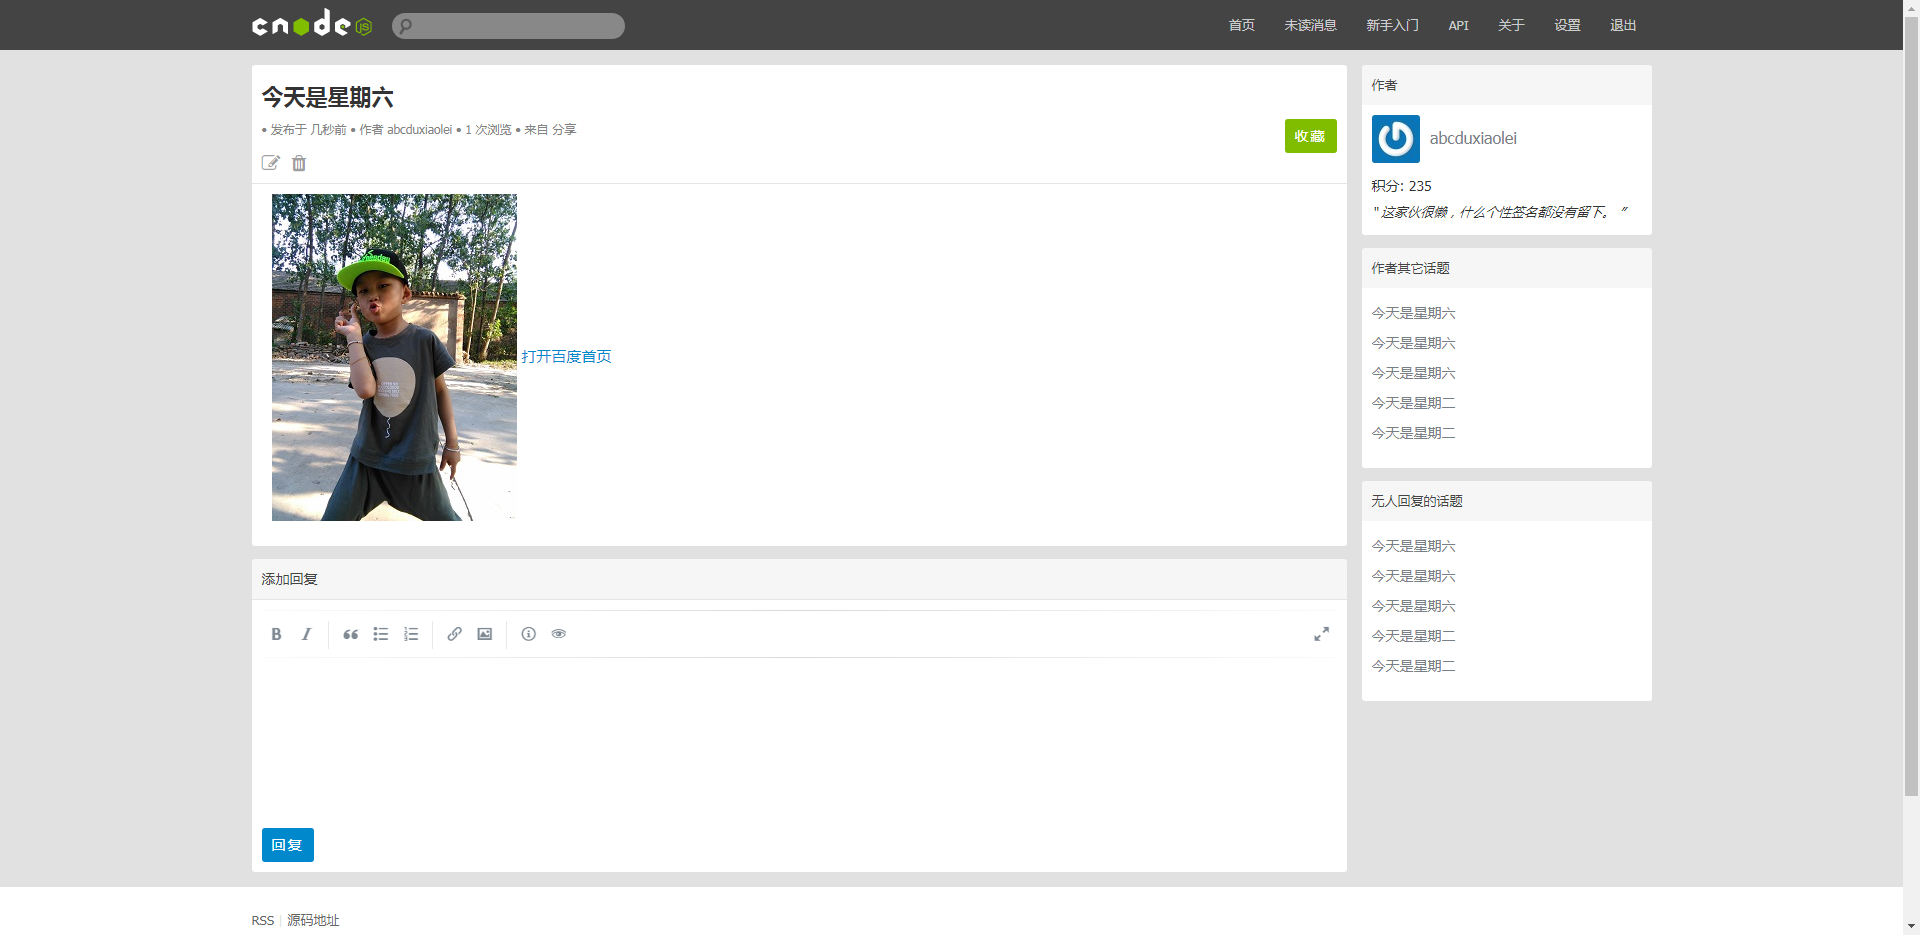 cnode JS
首页 未读消息 新手入门 API 关于 设置 退出
今天是星期六
• 发布于 几秒前 • 作者 abcduxiaolei • 1 次浏览 • 来自 分享
收藏
打开百度首页
添加回复
B I
回复
作者
abcduxiaolei
积分: 235
" 这家伙很懒，什么个性签名都没有留下。 "
作者其它话题
今天是星期六
今天是星期六
今天是星期六
今天是星期二
今天是星期二
无人回复的话题
今天是星期六
今天是星期六
今天是星期六
今天是星期二
今天是星期二
RSS | 源码地址